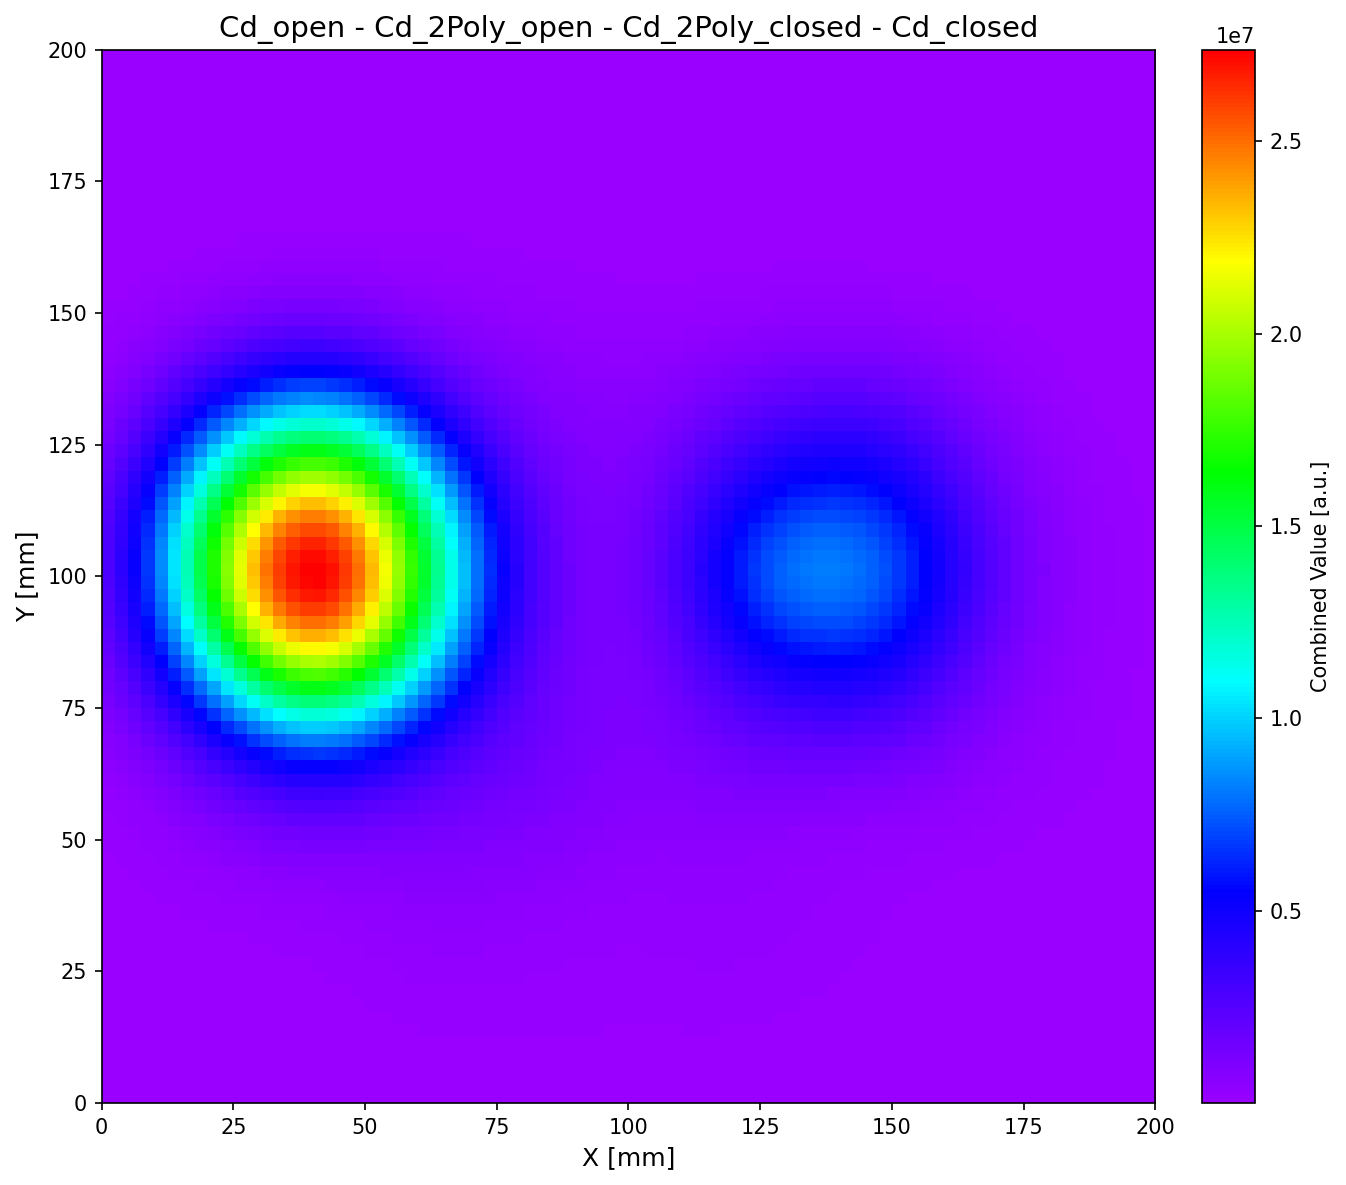 Cd_open - Cd_2Poly_open - Cd_2Poly_closed - Cd_closed
1e7
200
175
150
125
100
75
50
25
0
Y [mm]
0 25 50 75 100 125 150 175 200
X [mm]
2.5
2.0
1.5
1.0
0.5
Combined Value [a.u.]